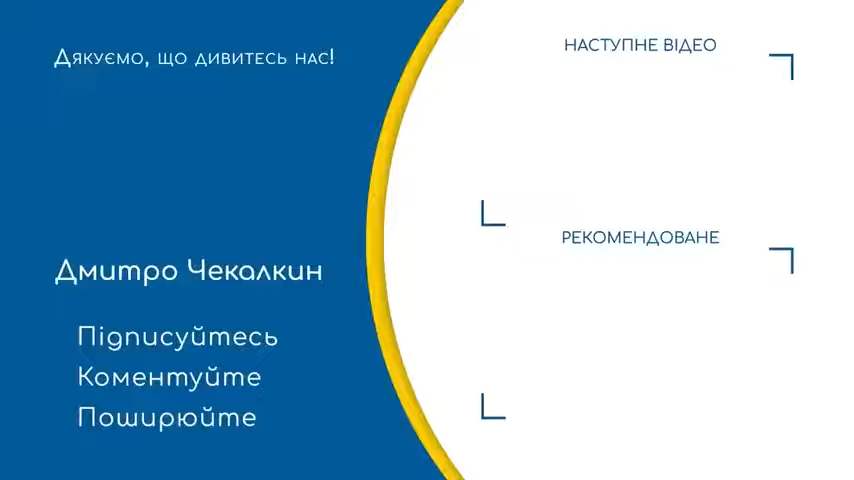 Дякуємо, що дивитесь нас!
Дмитро Чекалкин
Підписуйтесь
Коментуйте
Поширюйте
НАСТУПНЕ ВІДЕО
РЕКОМЕНДОВАНЕ